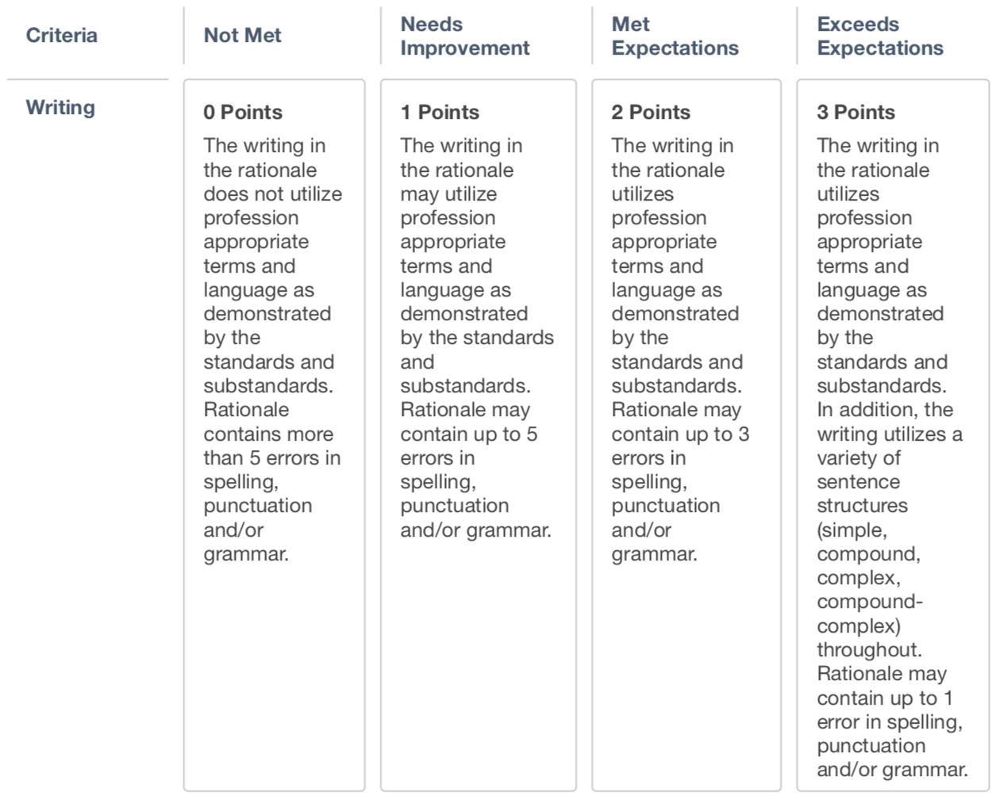 Criteria
Not Met
Needs
Improvement
Met
Expectations
Exceeds
Expectations
Writing
0 Points
The writing in
the rationale
does not utilize
profession
appropriate
terms and
language as
demonstrated
by the
standards and
substandards.
Rationale
contains more
than 5 errors in
spelling,
punctuation
and/or
grammar.
1 Points
The writing in
the rationale
may utilize
profession
appropriate
terms and
language as
demonstrated
by the standards
and
substandards.
Rationale may
contain up to 5
errors in
spelling,
punctuation
and/or grammar.
2 Points
The writing in
the rationale
utilizes
profession
appropriate
terms and
language as
demonstrated
by the
standards and
substandards.
Rationale may
contain up to 3
errors in
spelling,
punctuation
and/or
grammar.
3 Points
The writing in
the rationale
utilizes
profession
appropriate
terms and
language as
demonstrated
by the
standards and
substandards.
In addition, the
writing utilizes a
variety of
sentence
structures
(simple,
compound,
complex,
compound-
complex)
throughout.
Rationale may
contain up to 1
error in spelling,
punctuation
and/or grammar.